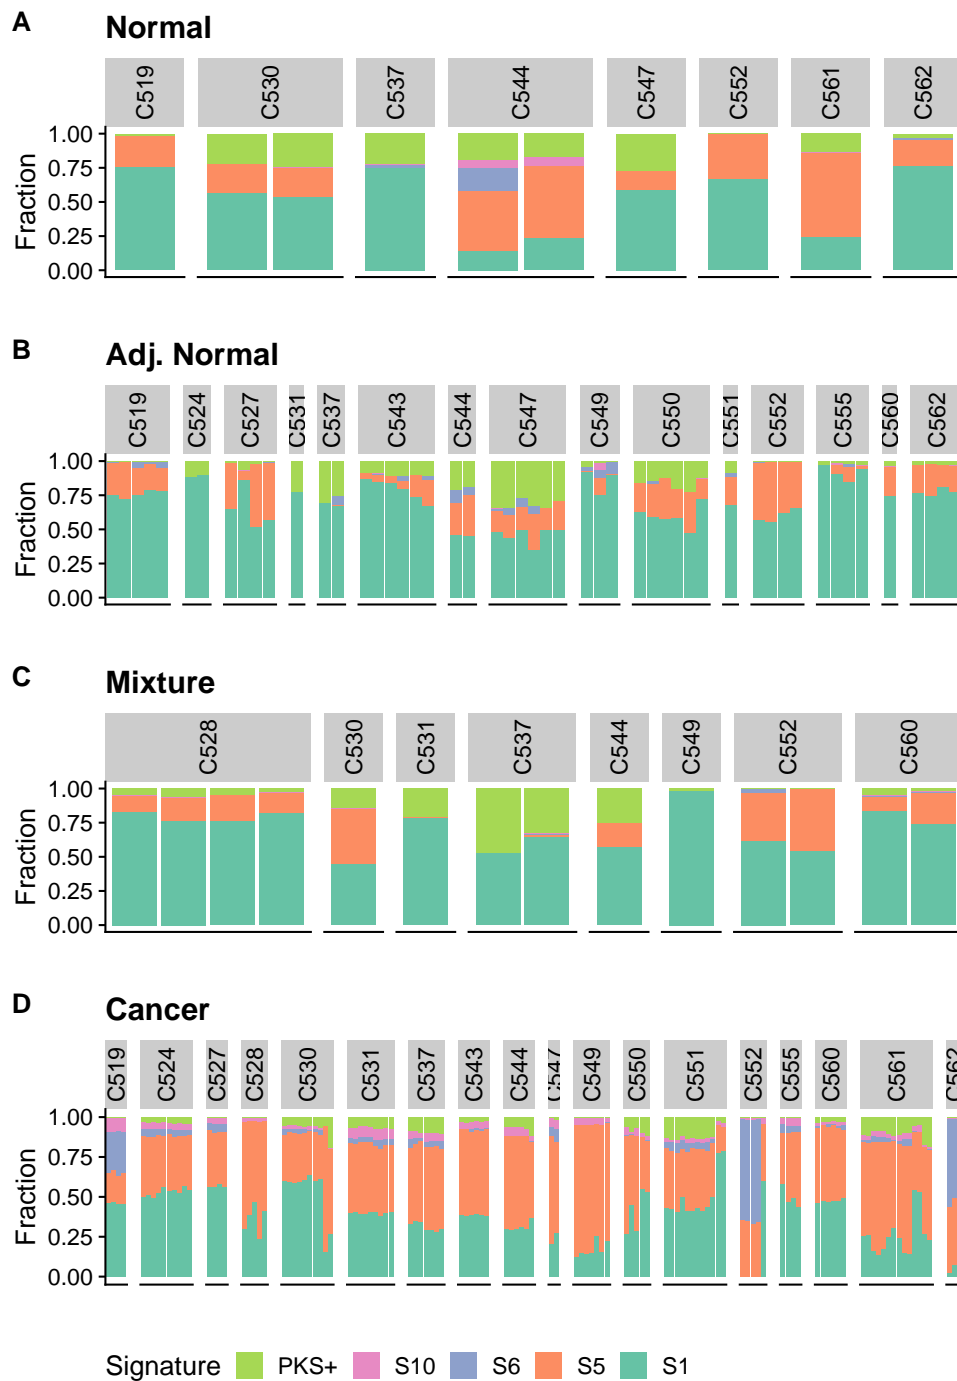 A Normal
C519 C530 C537 C544 C547 C552 C561 C562
1.00
0.75
0.50
0.25
0.00
Fraction
B Adj. Normal
C519 C524 C527 C531 C537 C543 C544 C547 C549 C550 C551 C552 C555 C560 C562
1.00
0.75
0.50
0.25
0.00
Fraction
C Mixture
C528 C530 C531 C537 C544 C549 C552 C560
1.00
0.75
0.50
0.25
0.00
Fraction
D Cancer
C519 C524 C527 C528 C530 C531 C537 C543 C544 C547 C549 C550 C551 C552 C555 C560 C561 C562
1.00
0.75
0.50
0.25
0.00
Fraction
Signature PKS+ S10 S6 S5 S1